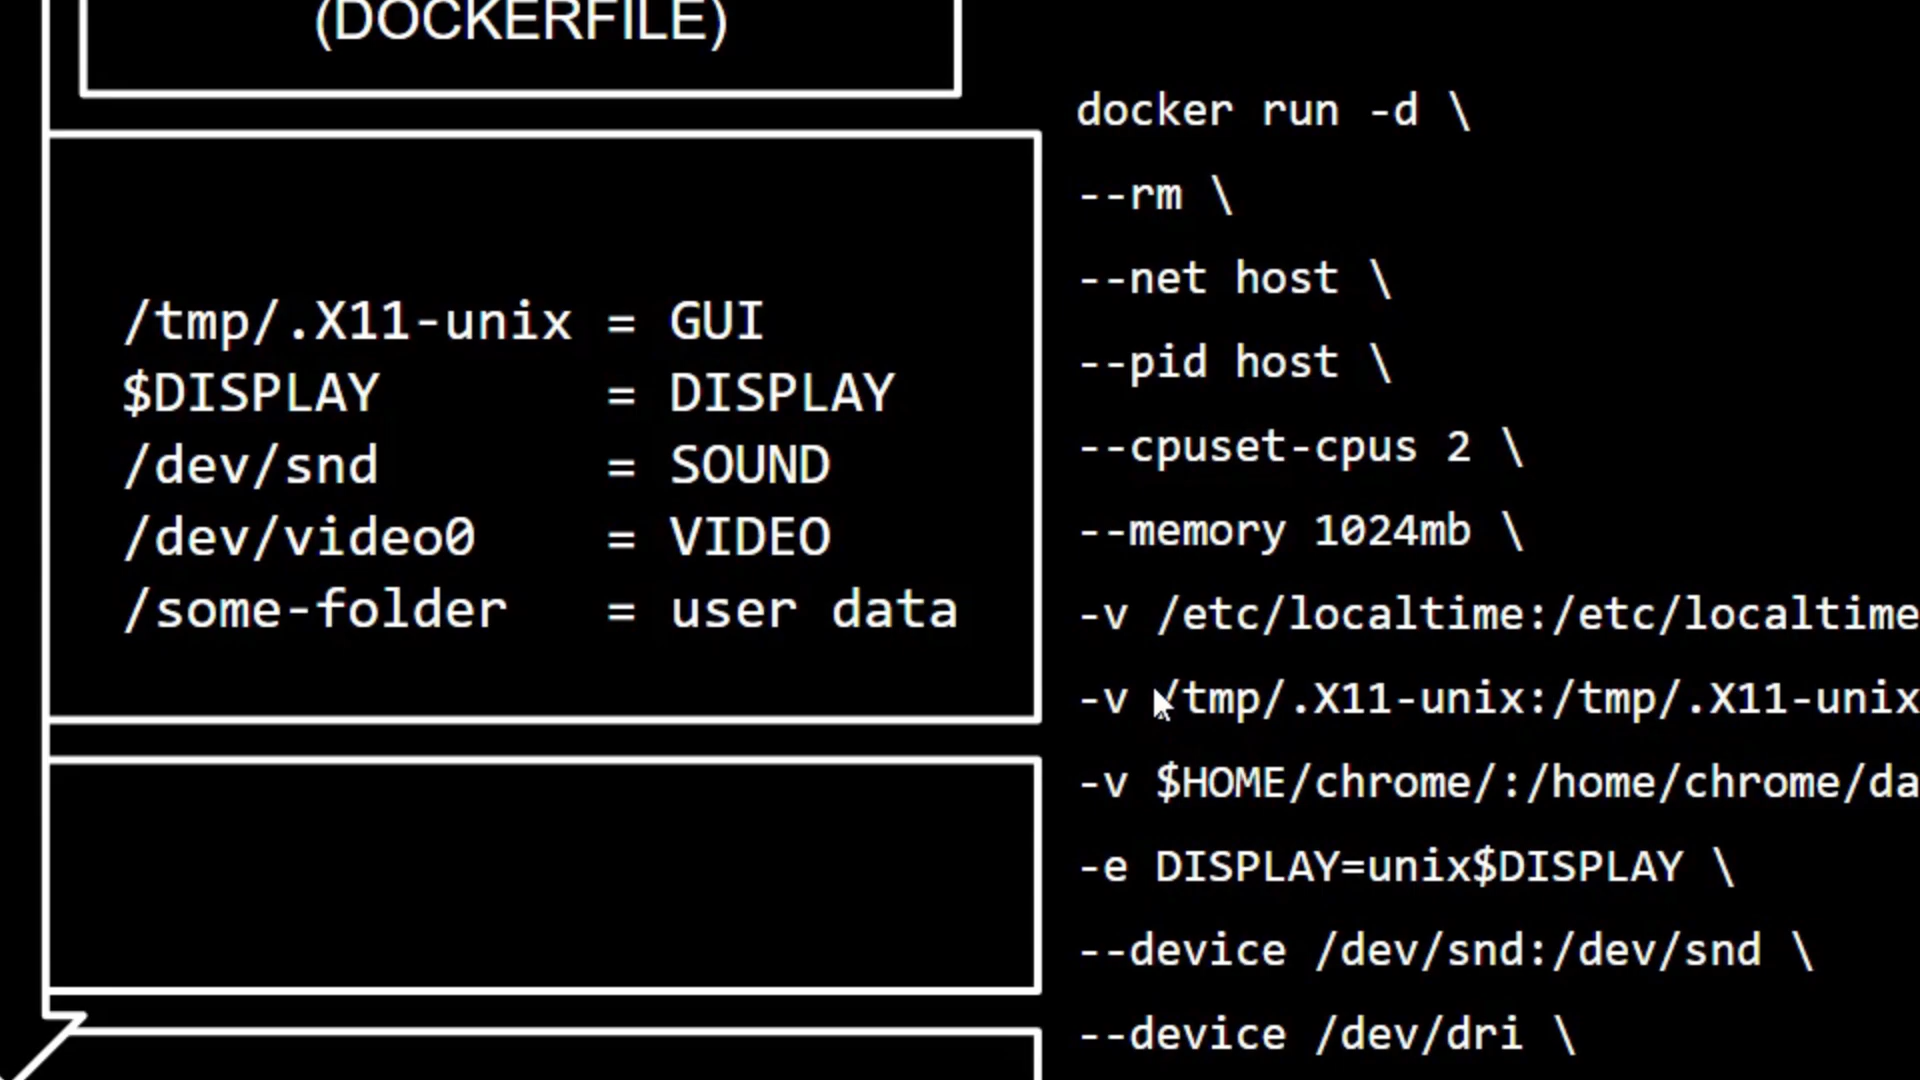 (DOCKERFILE)
/tmp/.X11-unix = GUI
$DISPLAY = DISPLAY
/dev/snd = SOUND
/dev/video0 = VIDEO
/some-folder = user data
docker run -d \
--rm \
--net host \
--pid host \
--cpuset-cpus 2 \
--memory 1024mb \
-v /etc/localtime:/etc/localtime
-v /tmp/.X11-unix:/tmp/.X11-unix
-v $HOME/chrome/:/home/chrome/da
-e DISPLAY=unix$DISPLAY \
--device /dev/snd:/dev/snd \
--device /dev/dri \